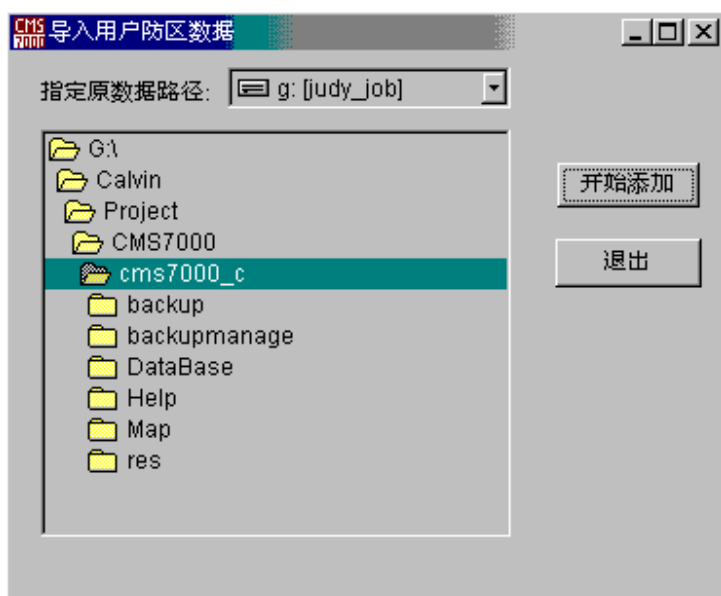 CMS
7000
导入用户防区数据
指定原数据路径:
g: [judy_job]
G:\
Calvin
Project
CMS7000
cms7000_c
backup
backupmanage
DataBase
Help
Map
res
开始添加
退出